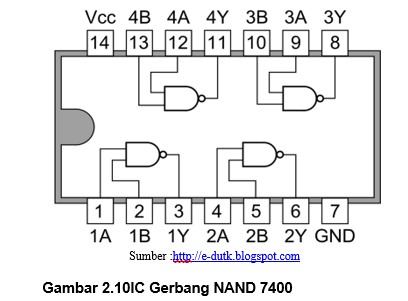 Vcc 4B 4A 4Y 3B 3A 3Y
14 13 12 11 10 9 8
1 2 3 4 5 6 7
1A 1B 1Y 2A 2B 2Y GND
Sumber :http://e-dutk.blogspot.com
Gambar 2.10IC Gerbang NAND 7400